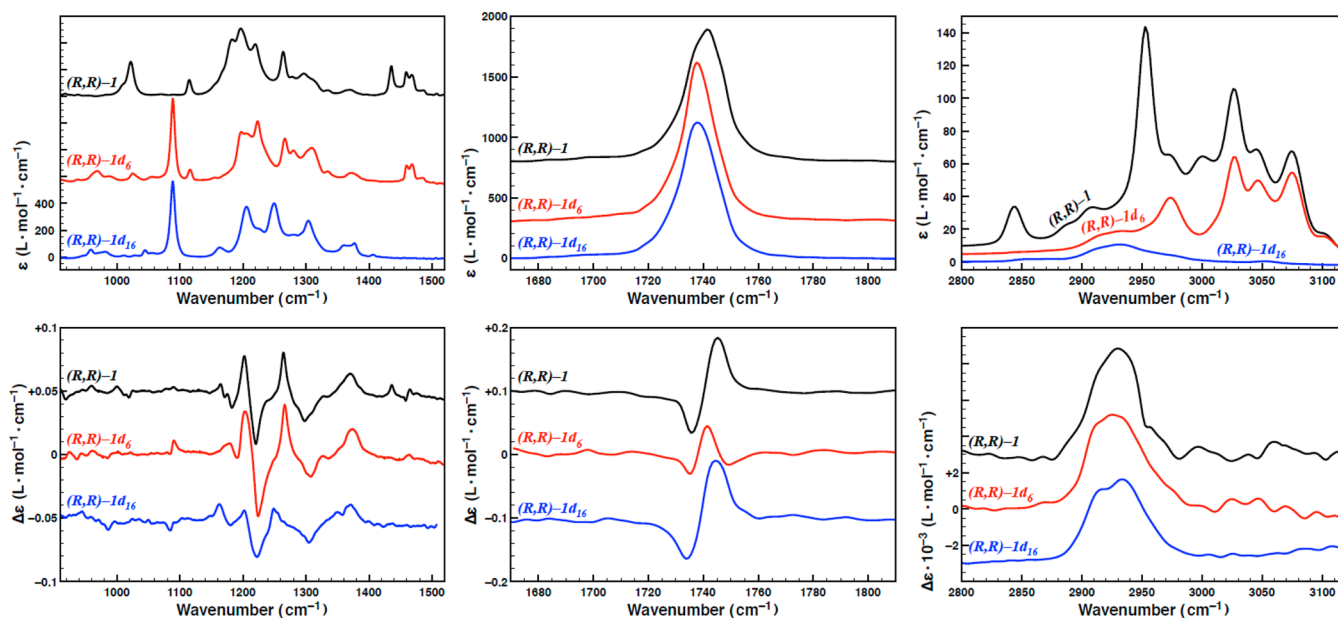 ε (L·mol⁻¹·cm⁻¹)
400
200
0
(R,R)–1
(R,R)–1d₆
(R,R)–1d₁₆
1000 1100 1200 1300 1400 1500
Wavenumber (cm⁻¹)
ε (L·mol⁻¹·cm⁻¹)
2000
1500
1000
500
0
(R,R)–1
(R,R)–1d₆
(R,R)–1d₁₆
1680 1700 1720 1740 1760 1780 1800
Wavenumber (cm⁻¹)
ε (L·mol⁻¹·cm⁻¹)
140
120
100
80
60
40
20
0
(R,R)–1
(R,R)–1d₆
(R,R)–1d₁₆
2800 2850 2900 2950 3000 3050 3100
Wavenumber (cm⁻¹)
Δε (L·mol⁻¹·cm⁻¹)
+0.1
+0.05
0
−0.05
−0.1
(R,R)–1
(R,R)–1d₆
(R,R)–1d₁₆
1000 1100 1200 1300 1400 1500
Wavenumber (cm⁻¹)
Δε (L·mol⁻¹·cm⁻¹)
+0.2
+0.1
0
−0.1
−0.2
(R,R)–1
(R,R)–1d₆
(R,R)–1d₁₆
1680 1700 1720 1740 1760 1780 1800
Wavenumber (cm⁻¹)
Δε·10⁻³ (L·mol⁻¹·cm⁻¹)
+2
0
−2
(R,R)–1
(R,R)–1d₆
(R,R)–1d₁₆
2800 2850 2900 2950 3000 3050 3100
Wavenumber (cm⁻¹)